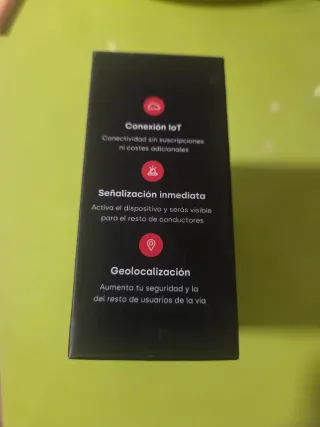 Conexión IoT
Conectividad sin suscripciones
ni costes adicionales
Señalización inmediata
Activa el dispositivo y serás visible
para el resto de conductores
Geolocalización
Aumenta tu seguridad y la
del resto de usuarios de la vía